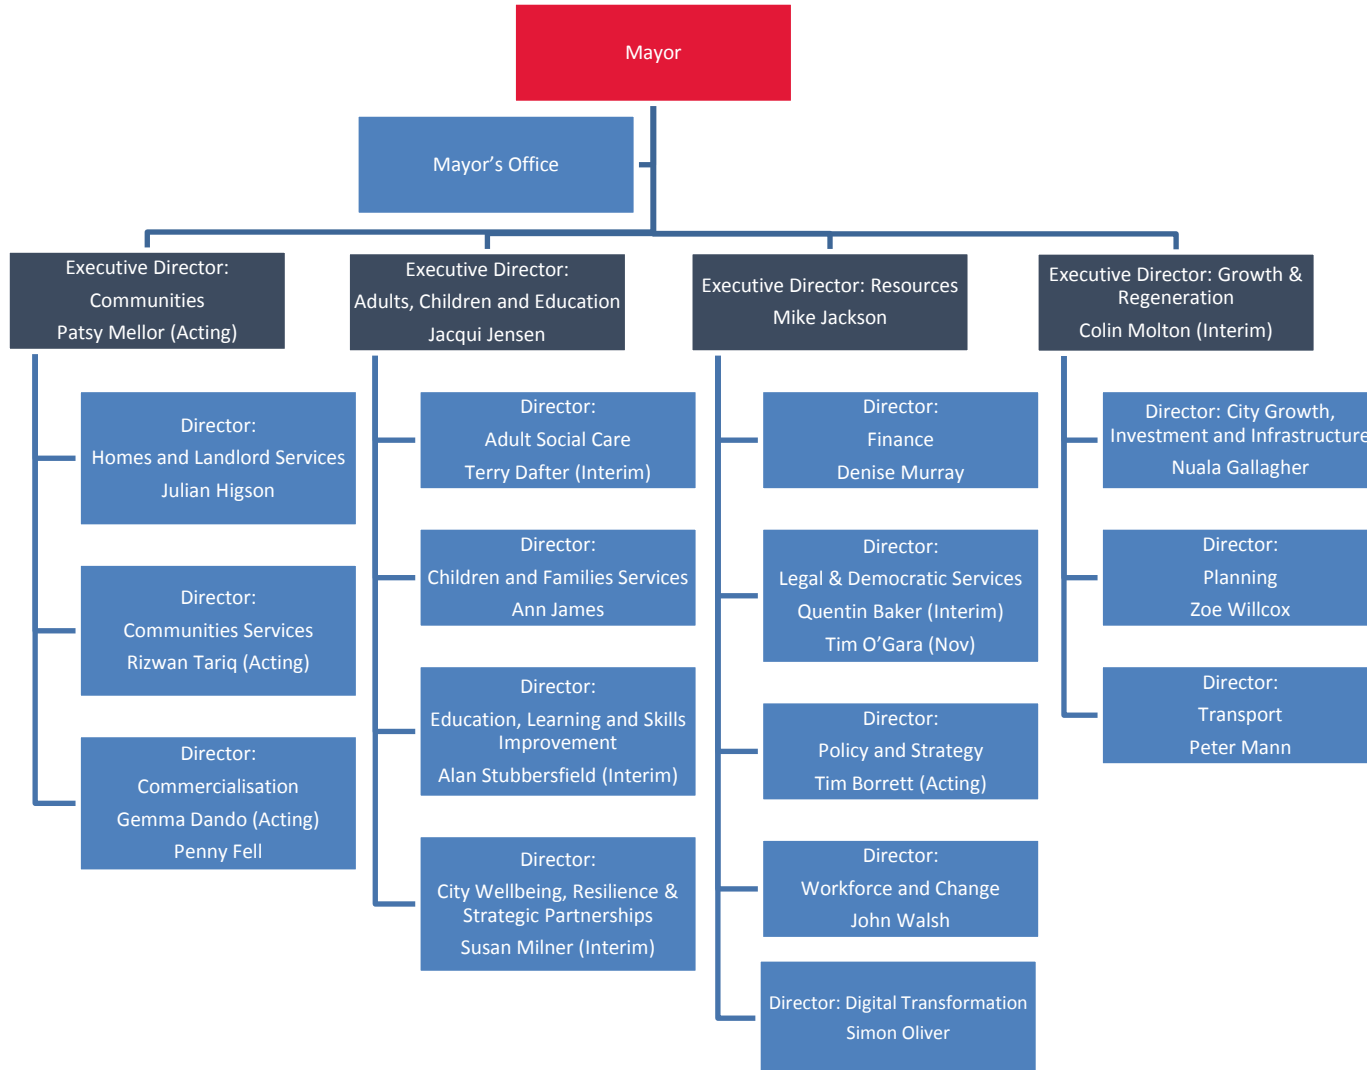 Mayor
Mayor’s Office
Executive Director:
Communities
Patsy Mellor (Acting)
Director:
Homes and Landlord Services
Julian Higson
Director:
Communities Services
Rizwan Tariq (Acting)
Director:
Commercialisation
Gemma Dando (Acting)
Penny Fell
Executive Director:
Adults, Children and Education
Jacqui Jensen
Director:
Adult Social Care
Terry Dafter (Interim)
Director:
Children and Families Services
Ann James
Director:
Education, Learning and Skills
Improvement
Alan Stubbersfield (Interim)
Director:
City Wellbeing, Resilience &
Strategic Partnerships
Susan Milner (Interim)
Executive Director: Resources
Mike Jackson
Director:
Finance
Denise Murray
Director:
Legal & Democratic Services
Quentin Baker (Interim)
Tim O’Gara (Nov)
Director:
Policy and Strategy
Tim Borrett (Acting)
Director:
Workforce and Change
John Walsh
Director: Digital Transformation
Simon Oliver
Executive Director: Growth &
Regeneration
Colin Molton (Interim)
Director: City Growth,
Investment and Infrastructure
Nuala Gallagher
Director:
Planning
Zoe Willcox
Director:
Transport
Peter Mann